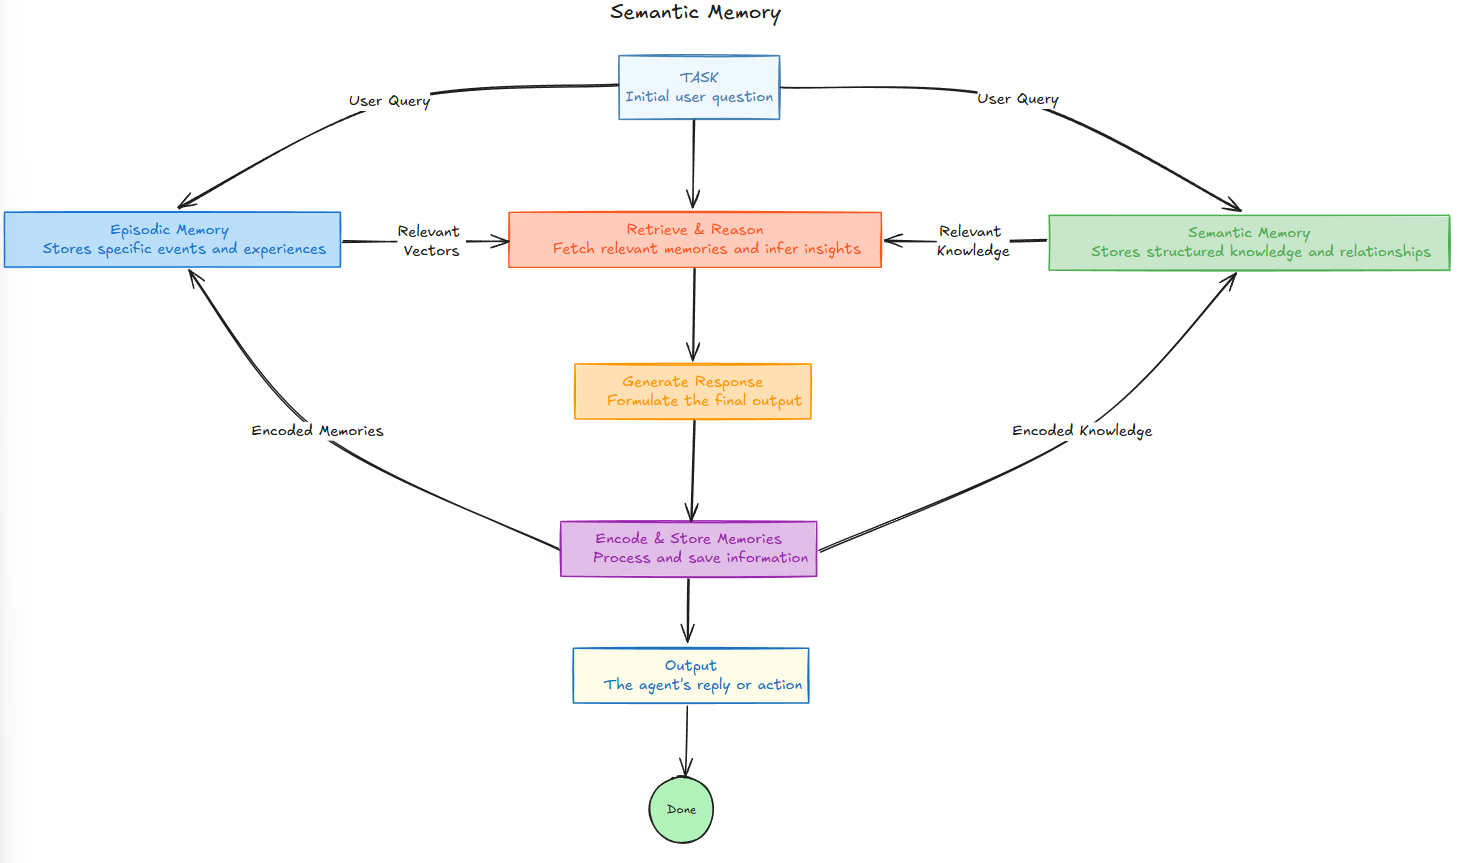 Semantic Memory
TASK
Initial user question
User Query
User Query
Episodic Memory
Stores specific events and experiences
Relevant
Vectors
Retrieve & Reason
Fetch relevant memories and infer insights
Relevant
Knowledge
Semantic Memory
Stores structured knowledge and relationships
Generate Response
Formulate the final output
Encoded Memories
Encoded Knowledge
Encode & Store Memories
Process and save information
Output
The agent's reply or action
Done